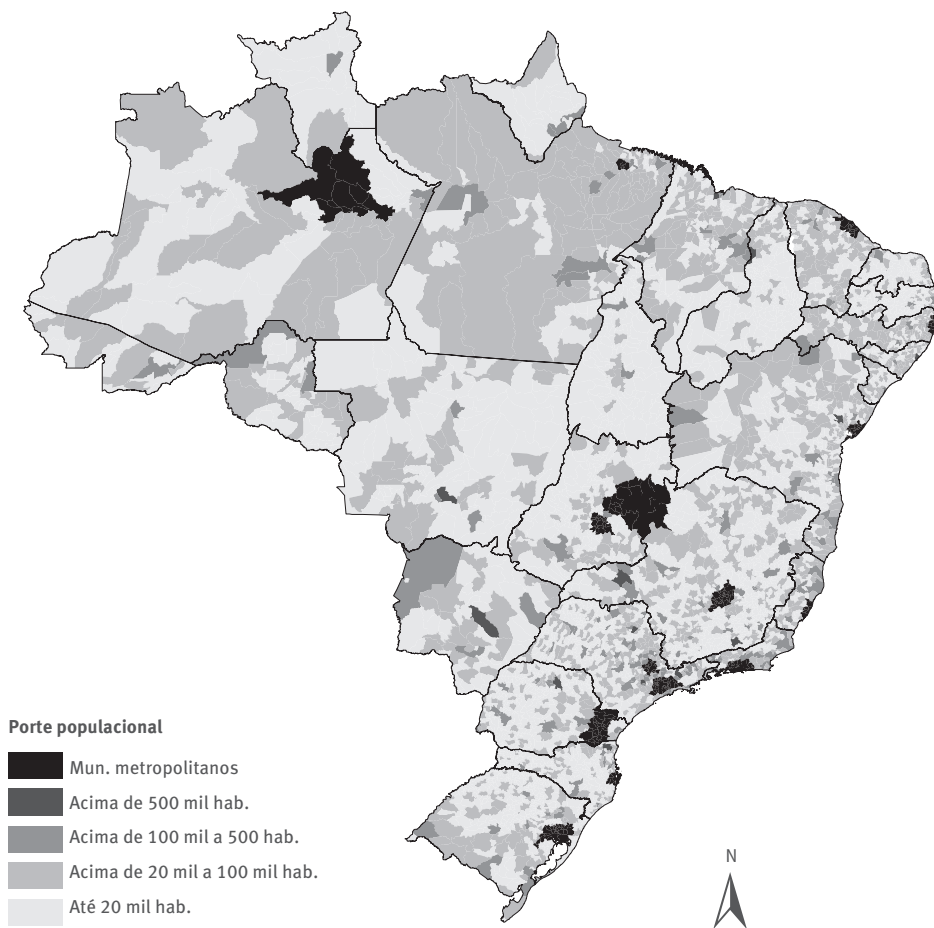 Porte populacional
Mun. metropolitanos
Acima de 500 mil hab.
Acima de 100 mil a 500 hab.
Acima de 20 mil a 100 mil hab.
Até 20 mil hab.
N